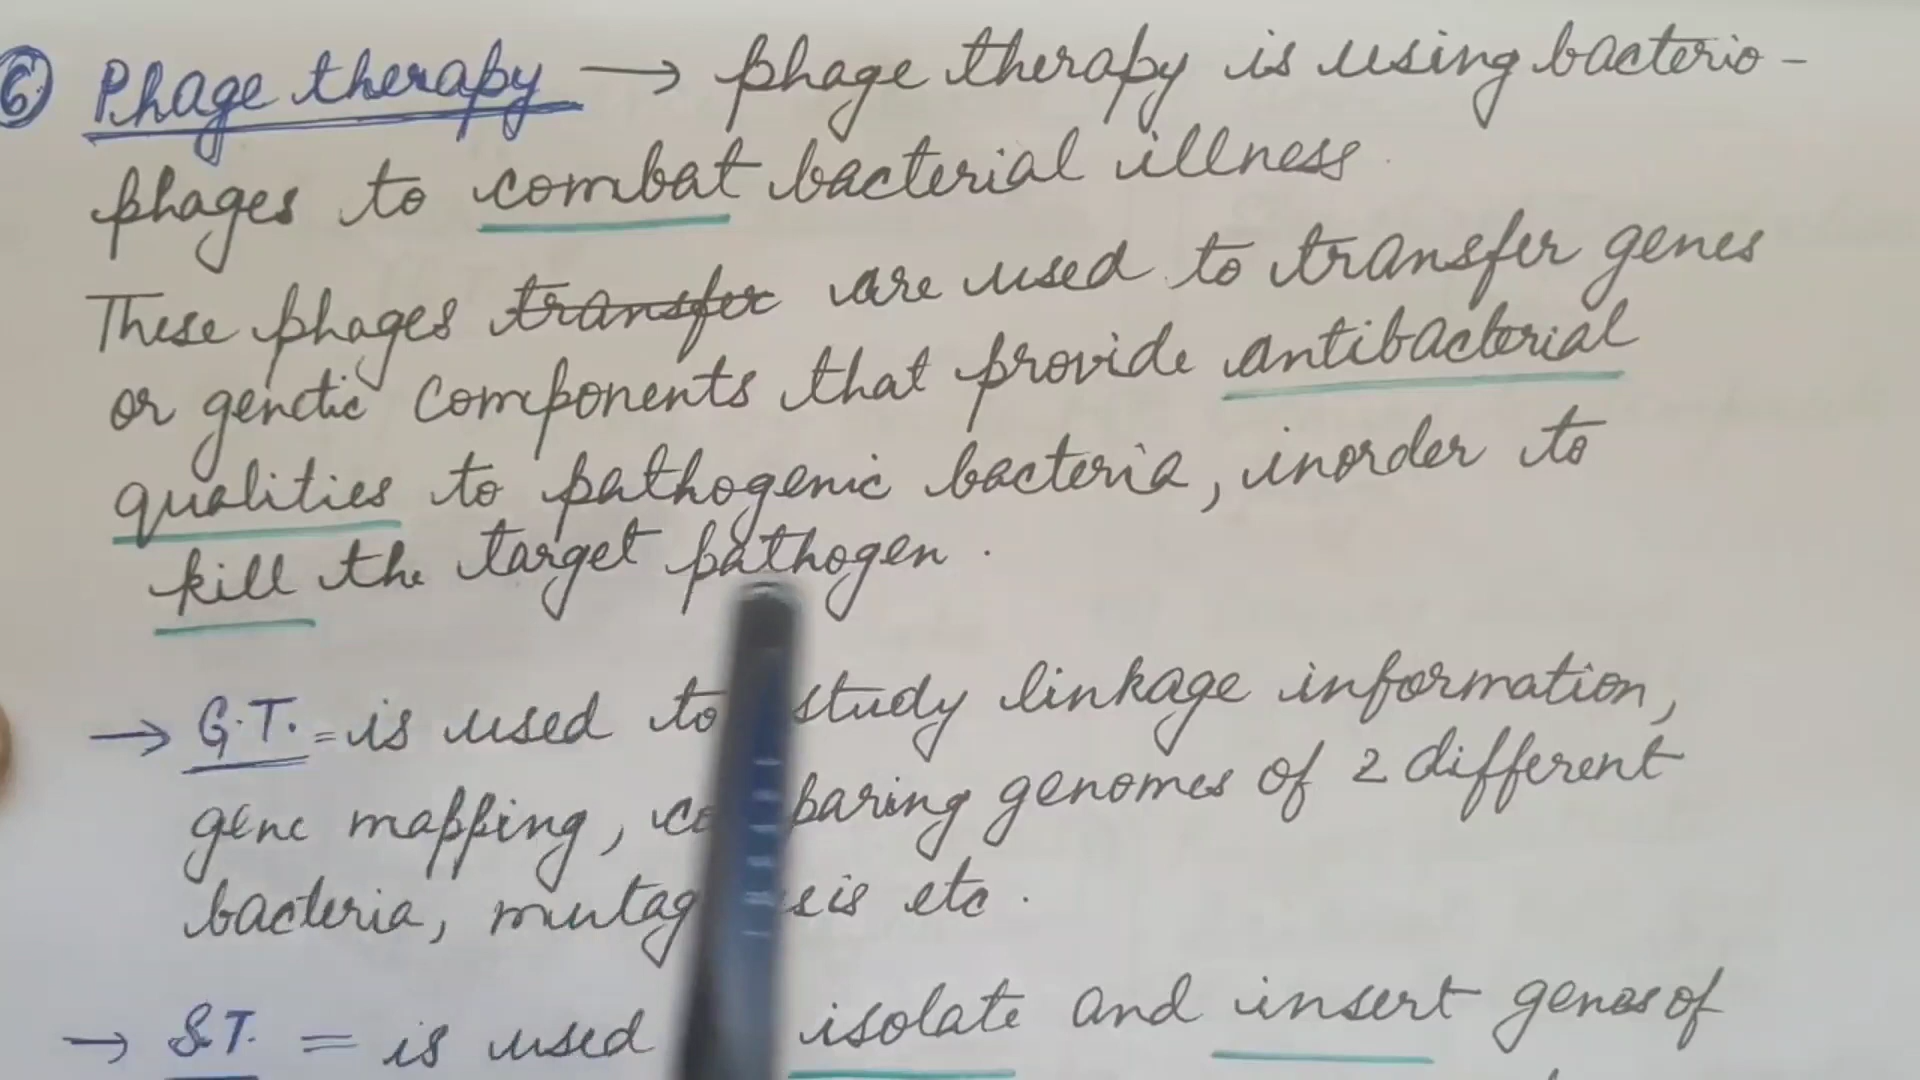 6 Phage therapy → phage therapy is using bacterio-
phages to combat bacterial illness.
These phages transfer are used to transfer genes
or genetic components that provide antibacterial
qualities to pathogenic bacteria, inorder to
kill the target pathogen.
→ G.T. = is used to study linkage information,
gene mapping, comparing genomes of 2 different
bacteria, mutagesis etc.
→ S.T. = is used isolate and insert genes of